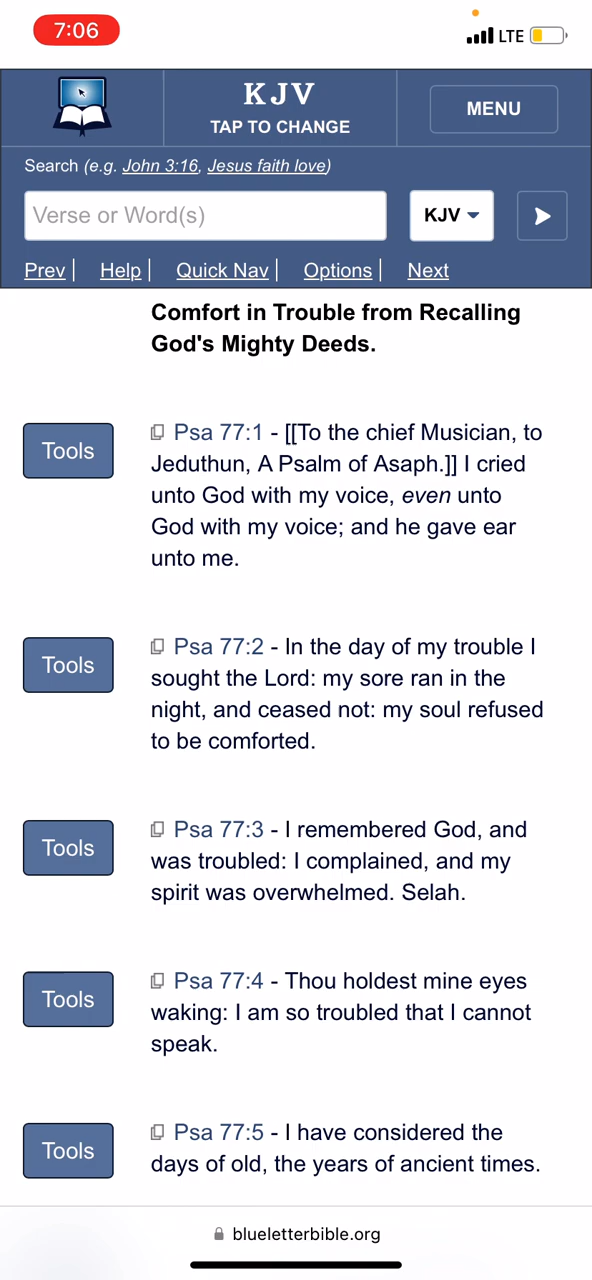 7:06
LTE
KJV
TAP TO CHANGE
MENU
Search (e.g. John 3:16, Jesus faith love)
Verse or Word(s)
KJV
Prev| Help| Quick Nav| Options| Next
Comfort in Trouble from Recalling
God's Mighty Deeds.
Tools
Psa 77:1 - [[To the chief Musician, to
Jeduthun, A Psalm of Asaph.]] I cried
unto God with my voice, even unto
God with my voice; and he gave ear
unto me.
Tools
Psa 77:2 - In the day of my trouble I
sought the Lord: my sore ran in the
night, and ceased not: my soul refused
to be comforted.
Tools
Psa 77:3 - I remembered God, and
was troubled: I complained, and my
spirit was overwhelmed. Selah.
Tools
Psa 77:4 - Thou holdest mine eyes
waking: I am so troubled that I cannot
speak.
Tools
Psa 77:5 - I have considered the
days of old, the years of ancient times.
blueletterbible.org